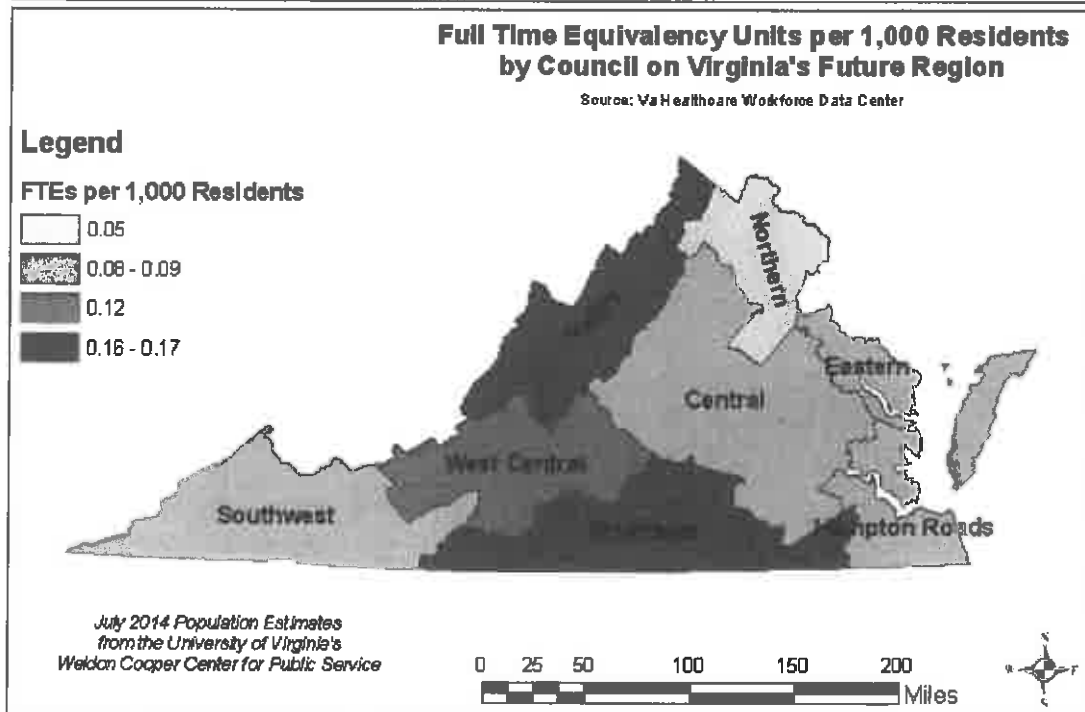 Full Time Equivalency Units per 1,000 Residents
by Council on Virginia's Future Region
Source: Va Healthcare Workforce Data Center
Legend
FTEs per 1,000 Residents
0.05
0.08 - 0.09
0.12
0.16 - 0.17
Northern
Eastern
Central
West Central
Southwest
Hampton Roads
July 2014 Population Estimates
from the University of Virginia's
Weldon Cooper Center for Public Service
0 25 50 100 150 200
Miles
N
S